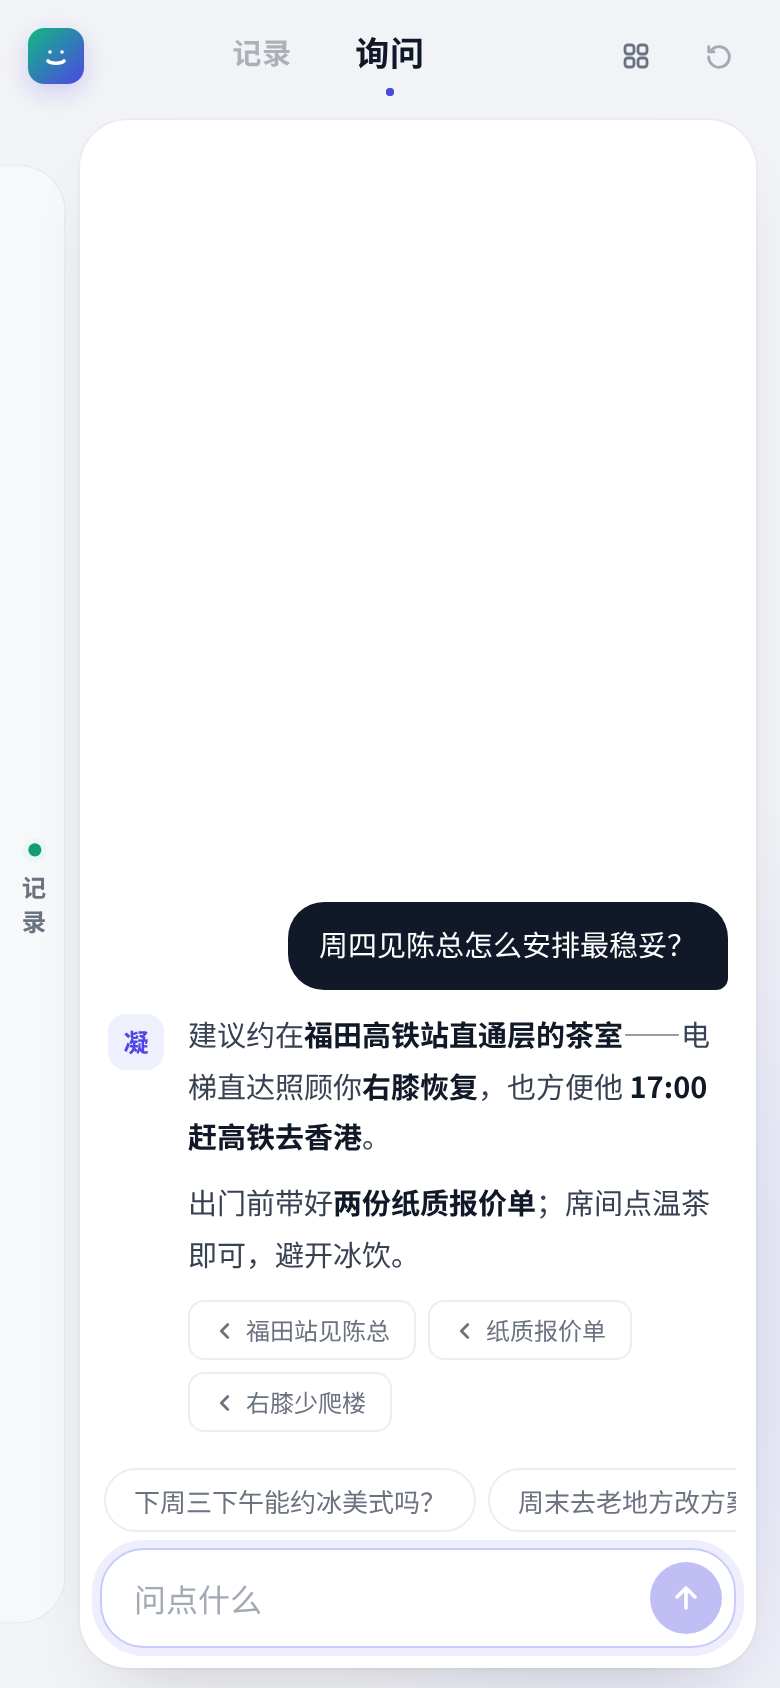 记录
询问
记录
周四见陈总怎么安排最稳妥？
凝
建议约在福田高铁站直通层的茶室——电
梯直达照顾你右膝恢复，也方便他 17:00
赶高铁去香港。
出门前带好两份纸质报价单；席间点温茶
即可，避开冰饮。
福田站见陈总
纸质报价单
右膝少爬楼
下周三下午能约冰美式吗？
周末去老地方改方案
问点什么